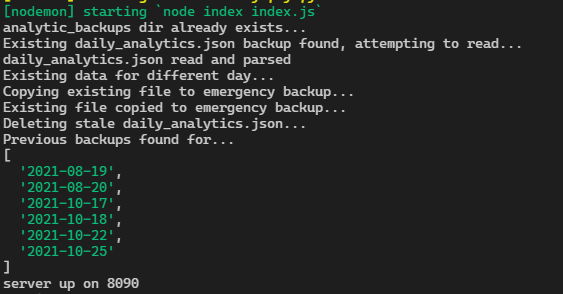 [nodemon] starting `node index index.js`
analytic_backups dir already exists...
Existing daily_analytics.json backup found, attempting to read...
daily_analytics.json read and parsed
Existing data for different day...
Copying existing file to emergency backup...
Existing file copied to emergency backup...
Deleting stale daily_analytics.json...
Previous backups found for...
[
  '2021-08-19',
  '2021-08-20',
  '2021-10-17',
  '2021-10-18',
  '2021-10-22',
  '2021-10-25'
]
server up on 8090